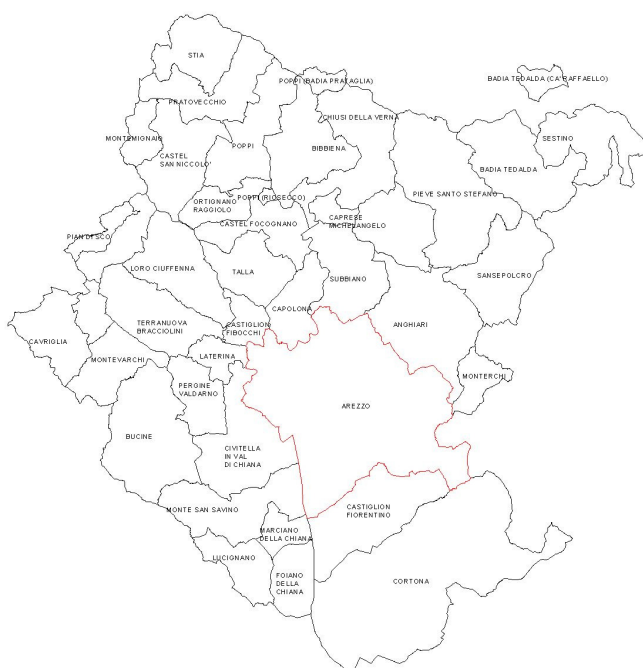 STIA
POPPI (BADIA PRATAGLIA)
BADIA TEDALDA (CA' RAFFAELLO)
PRATOVECCHIO
CHIUSI DELLA VERNA
MONTEMIGNAIO
SESTINO
CASTEL
SAN NICCOLO'
POPPI
BIBBIENA
BADIA TEDALDA
PIEVE SANTO STEFANO
ORTIGNANO
RAGGIOLO
POPPI (RIOSECCO)
CAPRESE
MICHELANGELO
CASTEL FOCOGNANO
PIAN DI SCO
LORO CIUFFENNA
TALLA
SUBBIANO
SANSEPOLCRO
CAPOLONA
TERRANUOVA
BRACCIOLINI
CASTIGLION
FIBOCCHI
ANGHIARI
CAVRIGLIA
MONTEVARCHI
LATERINA
MONTERCHI
PERGINE
VALDARNO
AREZZO
BUCINE
CIVITELLA
IN VAL
DI CHIANA
MONTE SAN SAVINO
CASTIGLION
FIORENTINO
MARCIANO
DELLA CHIANA
LUCIGNANO
FOIANO
DELLA
CHIANA
CORTONA